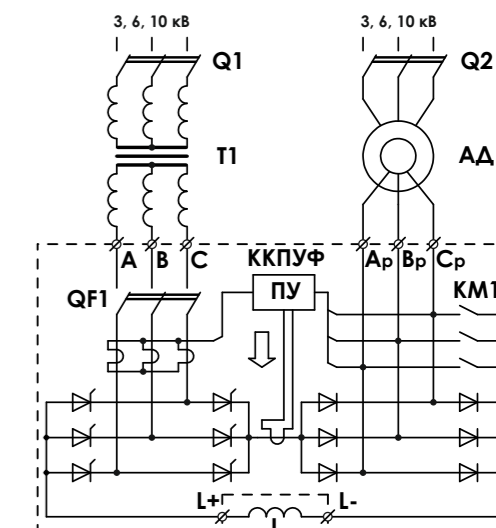 3, 6, 10 кВ
3, 6, 10 кВ
Q1
Q2
T1
АД
A B C
ККПУФ
Ap Bp Cp
QF1
ПУ
KM1
L+
L-
L